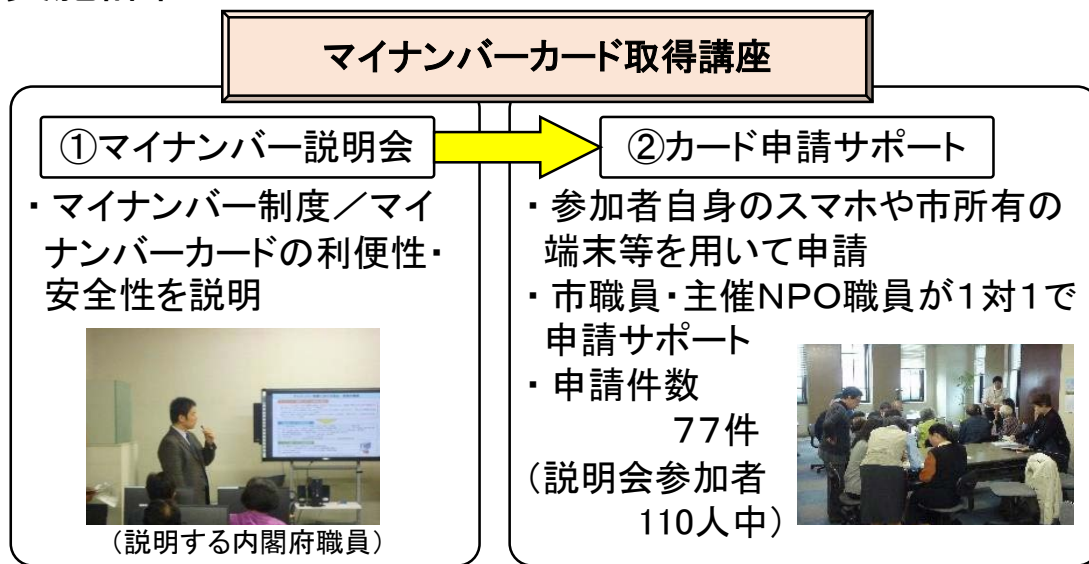 マイナンバーカード取得講座
①マイナンバー説明会
・マイナンバー制度／マイ
ナンバーカードの利便性・
安全性を説明
（説明する内閣府職員）
②カード申請サポート
・参加者自身のスマホや市所有の
端末等を用いて申請
・市職員・主催ＮＰＯ職員が１対１で
申請サポート
・申請件数
７７件
（説明会参加者
110人中）